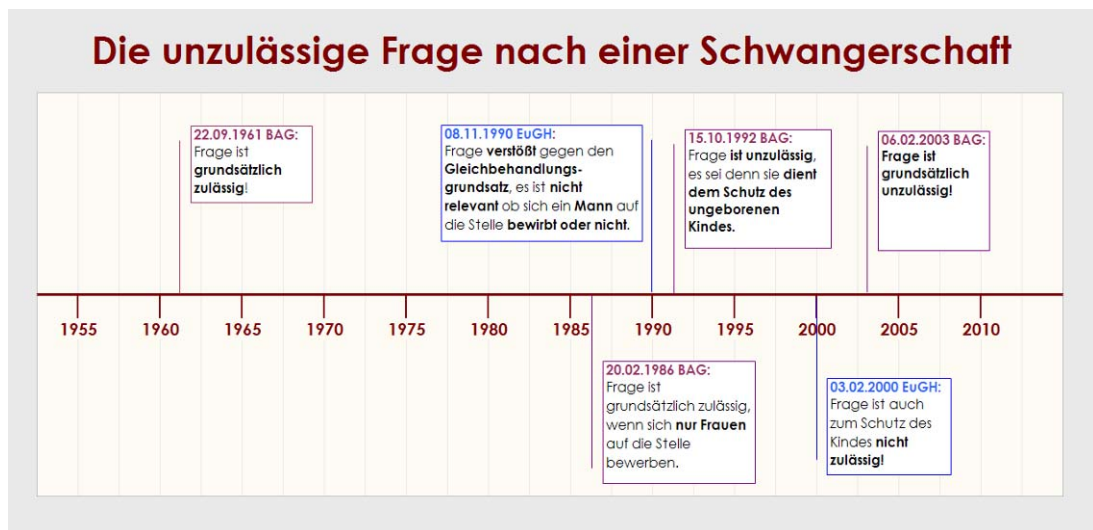 Die unzulässige Frage nach einer Schwangerschaft
22.09.1961 BAG:
Frage ist
grundsätzlich
zulässig!
08.11.1990 EuGH:
Frage verstößt gegen den
Gleichbehandlungs-
grundsatz, es ist nicht
relevant ob sich ein Mann auf
die Stelle bewirbt oder nicht.
15.10.1992 BAG:
Frage ist unzulässig,
es sei denn sie dient
dem Schutz des
ungeborenen
Kindes.
06.02.2003 BAG:
Frage ist
grundsätzlich
unzulässig!
1955 1960 1965 1970 1975 1980 1985 1990 1995 2000 2005 2010
20.02.1986 BAG:
Frage ist
grundsätzlich zulässig,
wenn sich nur Frauen
auf die Stelle
bewerben.
03.02.2000 EuGH:
Frage ist auch
zum Schutz des
Kindes nicht
zulässig!